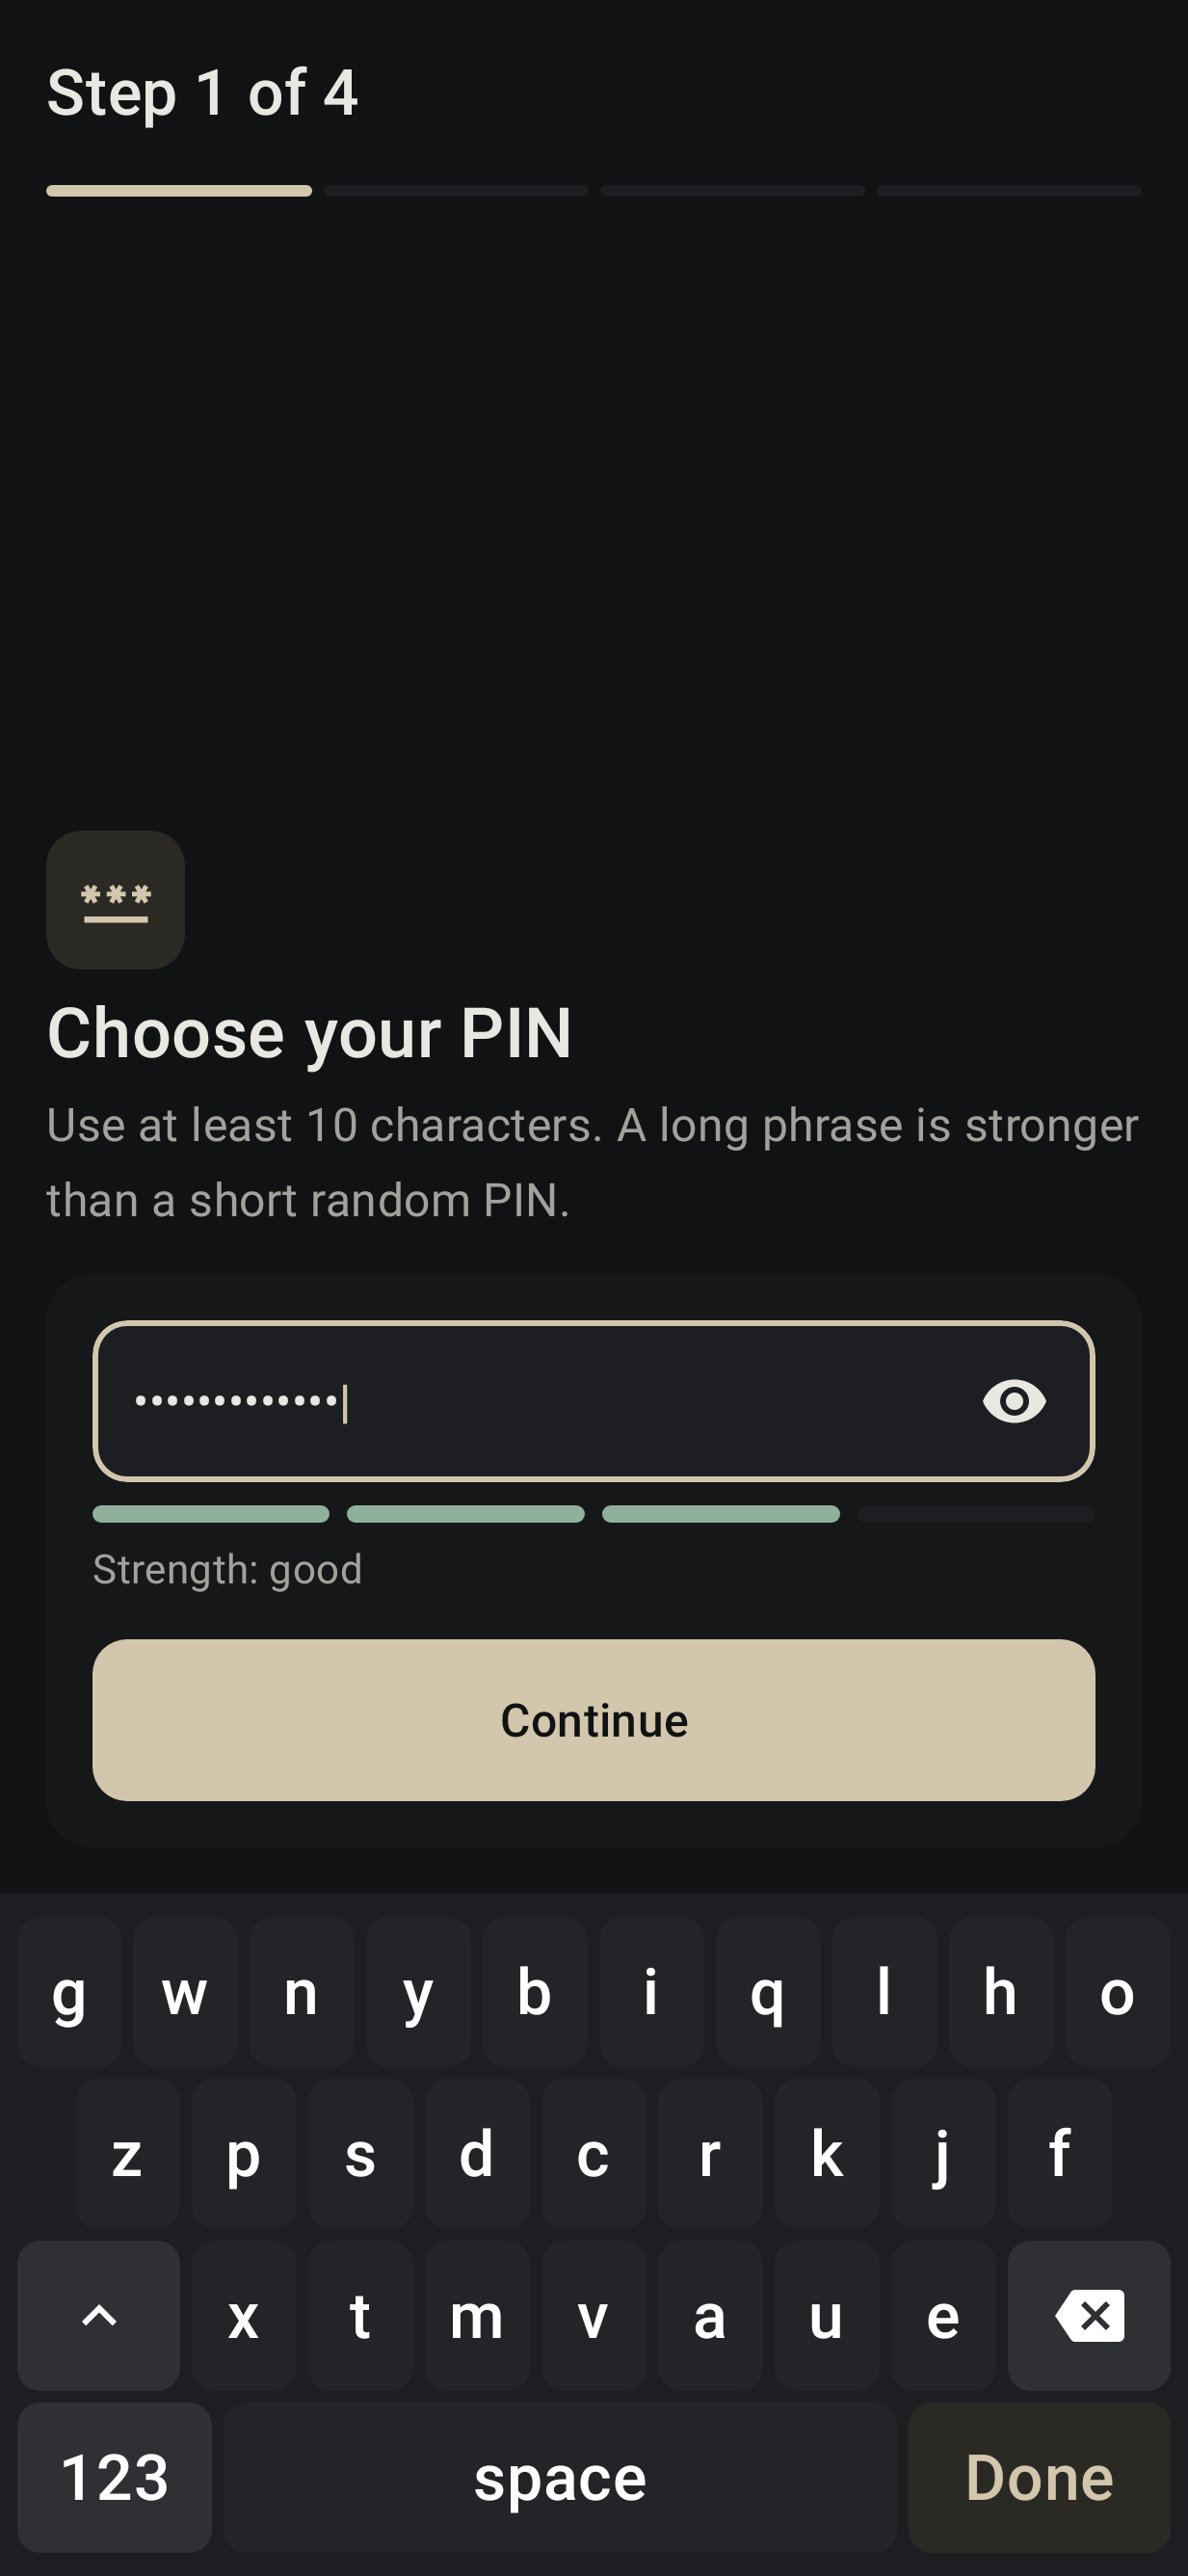 Step 1 of 4
***
Choose your PIN
Use at least 10 characters. A long phrase is stronger
than a short random PIN.
•••••••••••••
Strength: good
Continue
g w n y b i q l h o
z p s d c r k j f
x t m v a u e
123 space Done